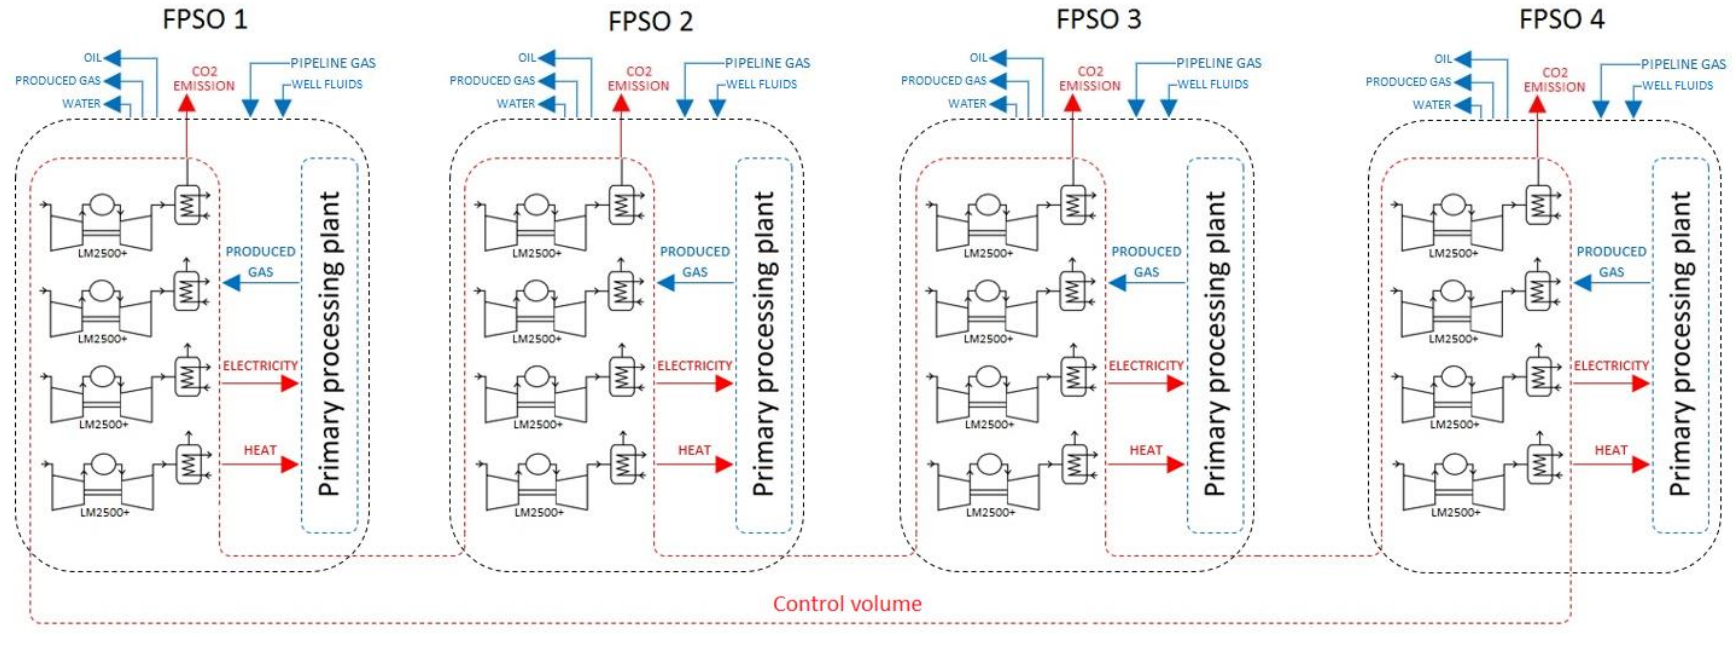 FPSO 1
OIL
PRODUCED GAS
WATER
CO2
EMISSION
PIPELINE GAS
WELL FLUIDS
LM2500+
LM2500+
LM2500+
LM2500+
PRODUCED
GAS
ELECTRICITY
HEAT
Primary processing plant
FPSO 2
OIL
PRODUCED GAS
WATER
CO2
EMISSION
PIPELINE GAS
WELL FLUIDS
LM2500+
LM2500+
LM2500+
LM2500+
PRODUCED
GAS
ELECTRICITY
HEAT
Primary processing plant
FPSO 3
OIL
PRODUCED GAS
WATER
CO2
EMISSION
PIPELINE GAS
WELL FLUIDS
LM2500+
LM2500+
LM2500+
LM2500+
PRODUCED
GAS
ELECTRICITY
HEAT
Primary processing plant
FPSO 4
OIL
PRODUCED GAS
WATER
CO2
EMISSION
PIPELINE GAS
WELL FLUIDS
LM2500+
LM2500+
LM2500+
LM2500+
PRODUCED
GAS
ELECTRICITY
HEAT
Primary processing plant
Control volume